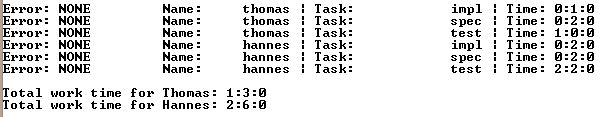 Error: NONE Name: thomas | Task: impl | Time: 0:1:0
Error: NONE Name: thomas | Task: spec | Time: 0:2:0
Error: NONE Name: thomas | Task: test | Time: 1:0:0
Error: NONE Name: hannes | Task: impl | Time: 0:2:0
Error: NONE Name: hannes | Task: spec | Time: 0:2:0
Error: NONE Name: hannes | Task: test | Time: 2:2:0
Total work time for Thomas: 1:3:0
Total work time for Hannes: 2:6:0